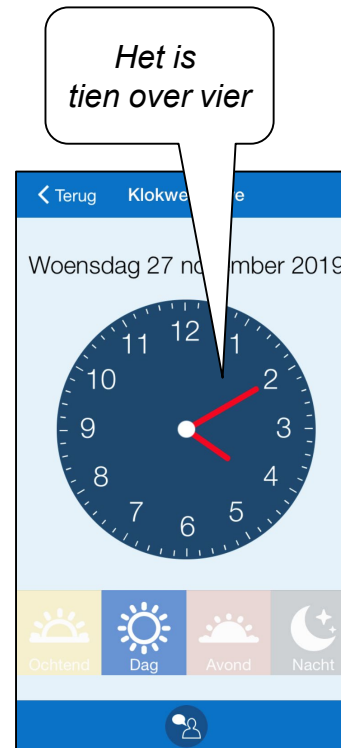 Het is
tien over vier
Terug
Woensdag 27
2019
12
1
2
3
4
5
6
7
8
9
10
11
Ochtend
Dag
Avond
Nacht